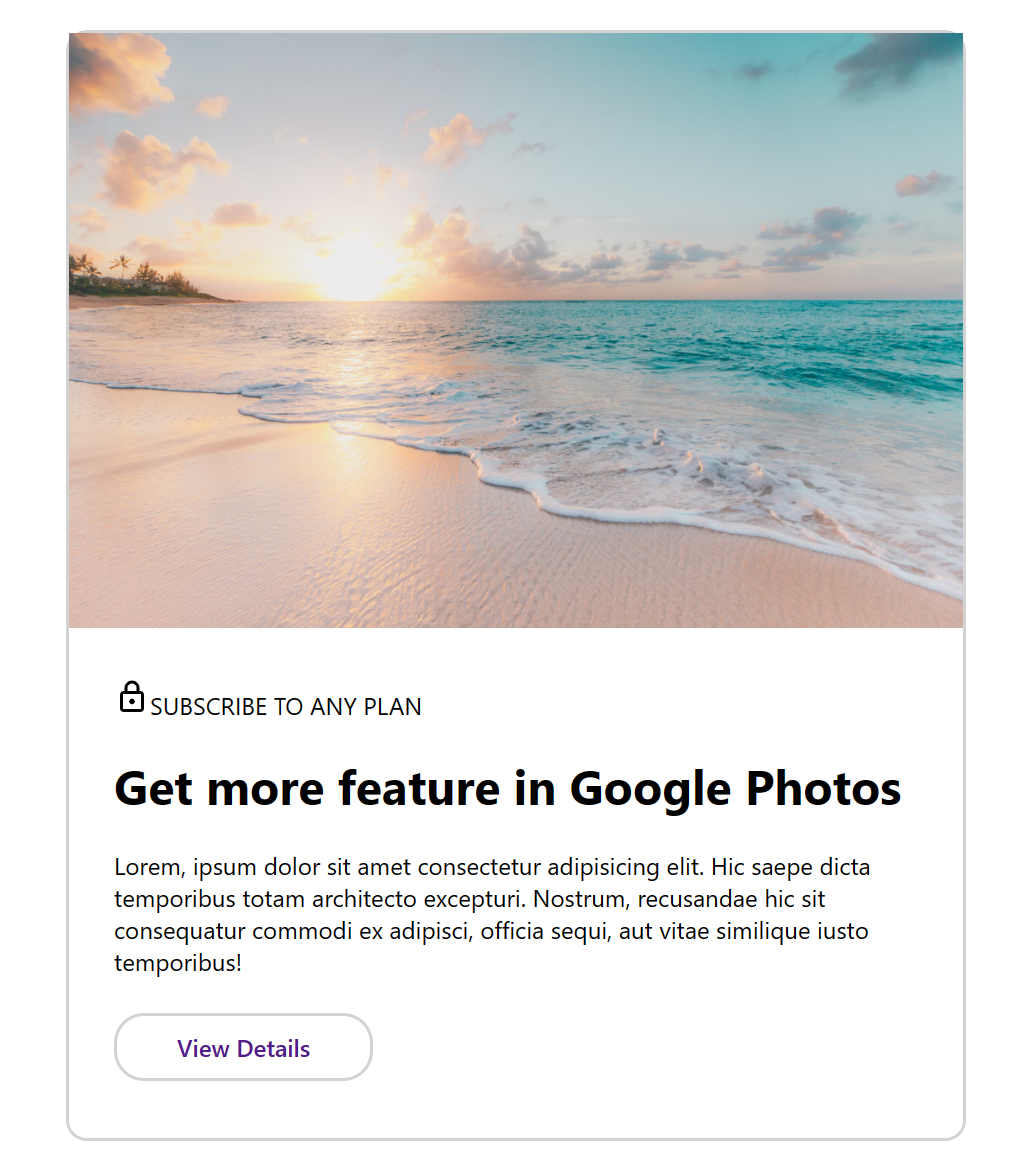 SUBSCRIBE TO ANY PLAN
Get more feature in Google Photos
Lorem, ipsum dolor sit amet consectetur adipisicing elit. Hic saepe dicta
temporibus totam architecto excepturi. Nostrum, recusandae hic sit
consequatur commodi ex adipisci, officia sequi, aut vitae similique iusto
temporibus!
View Details